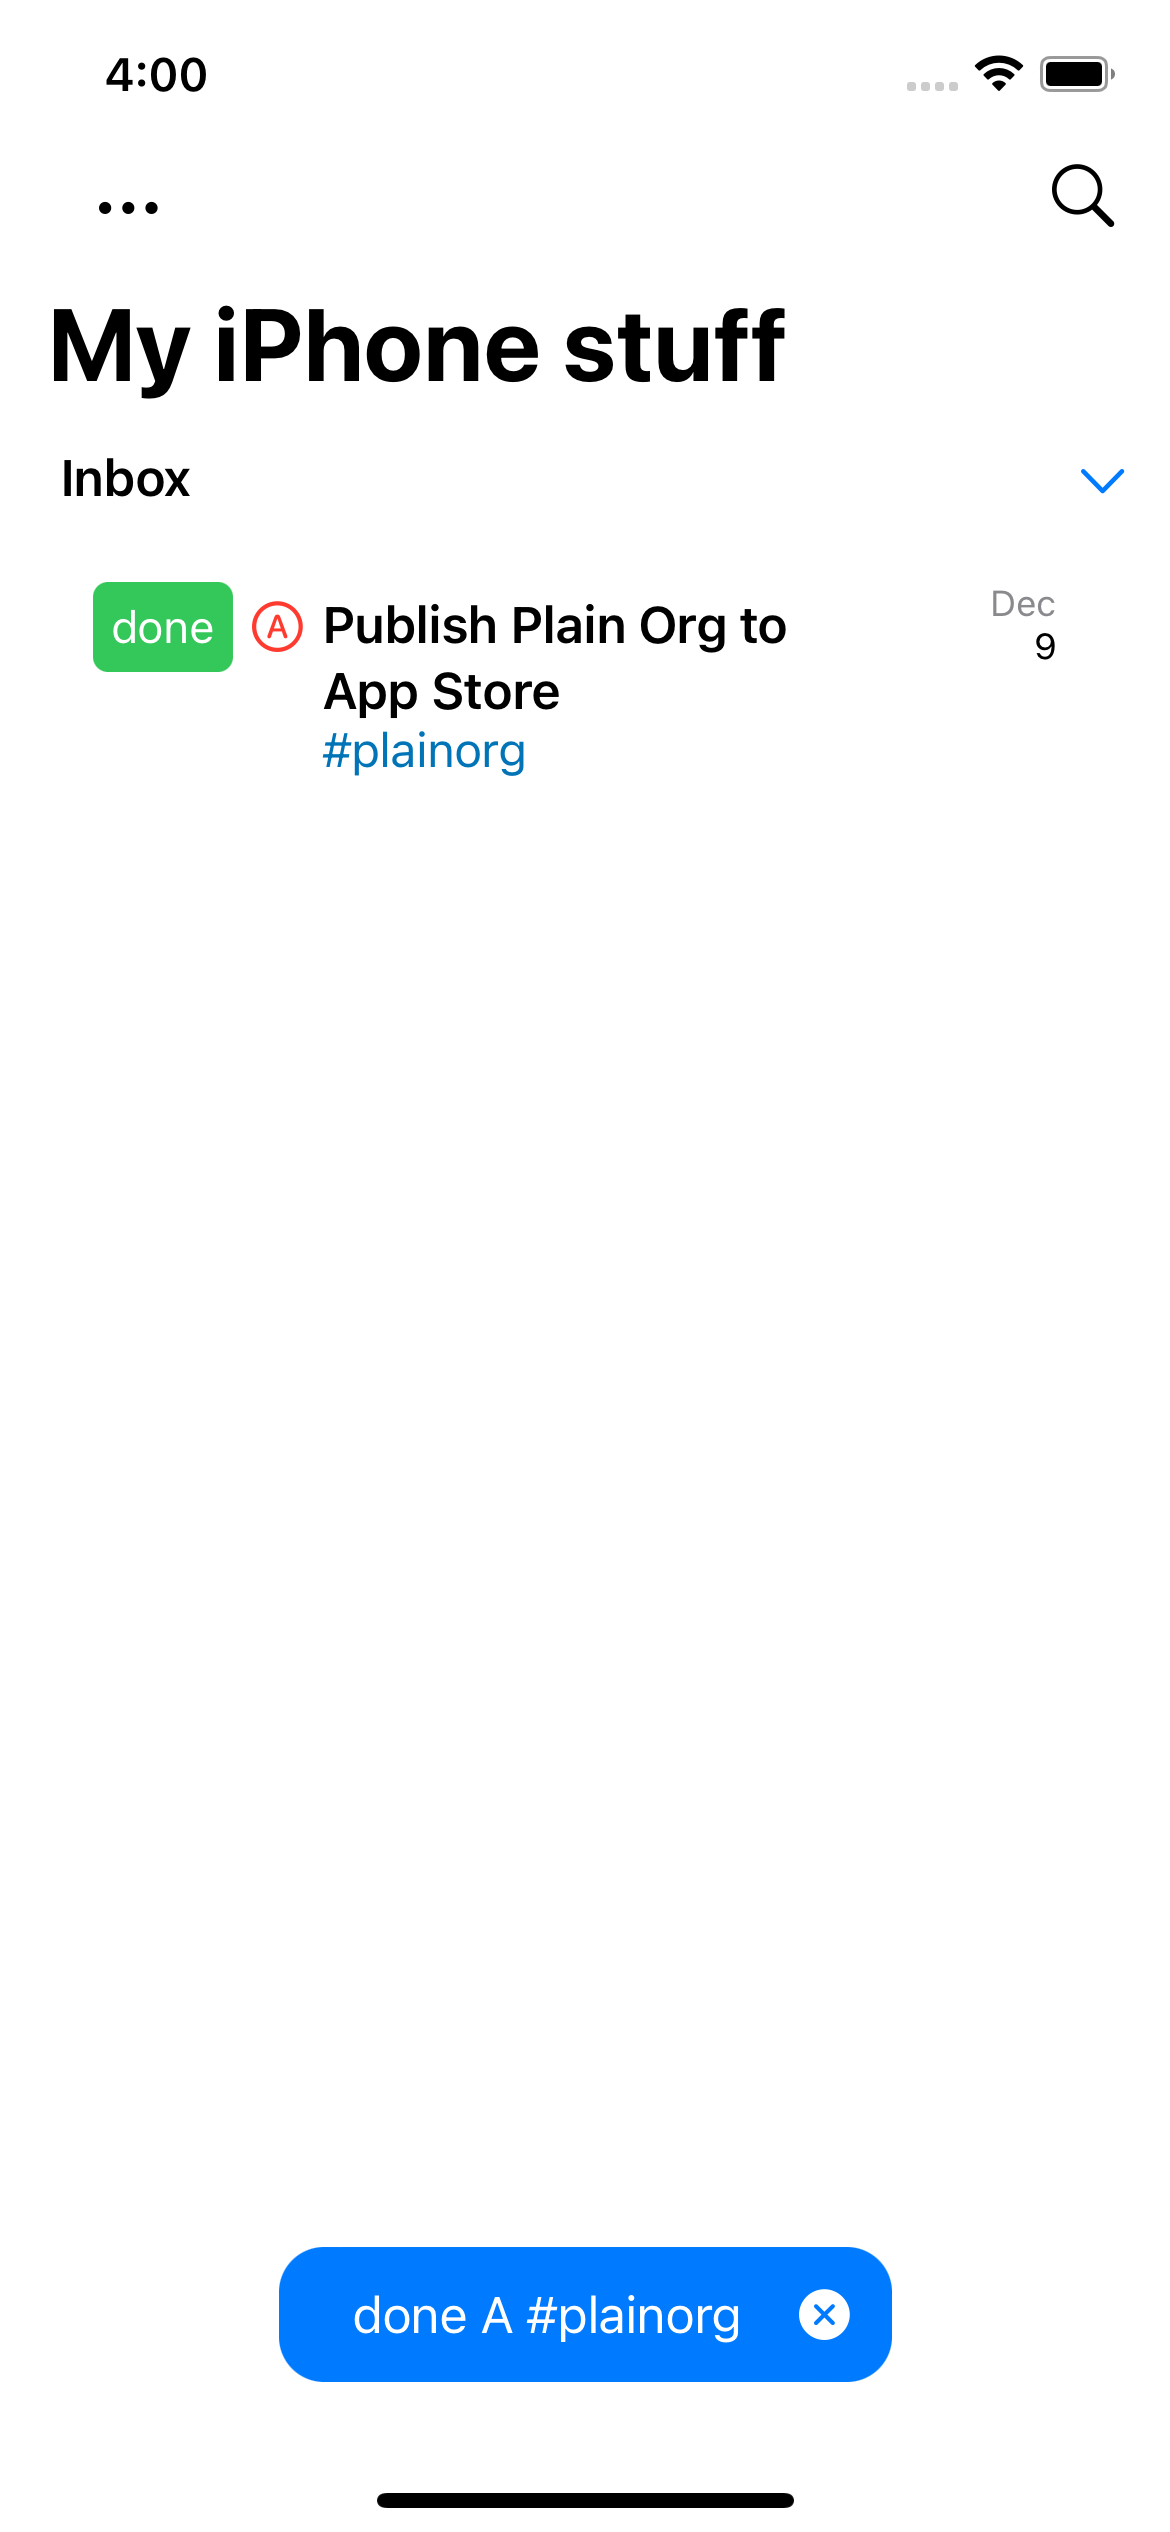 4:00
My iPhone stuff
Inbox
done A Publish Plain Org to Dec
App Store 9
#plainorg
done A #plainorg